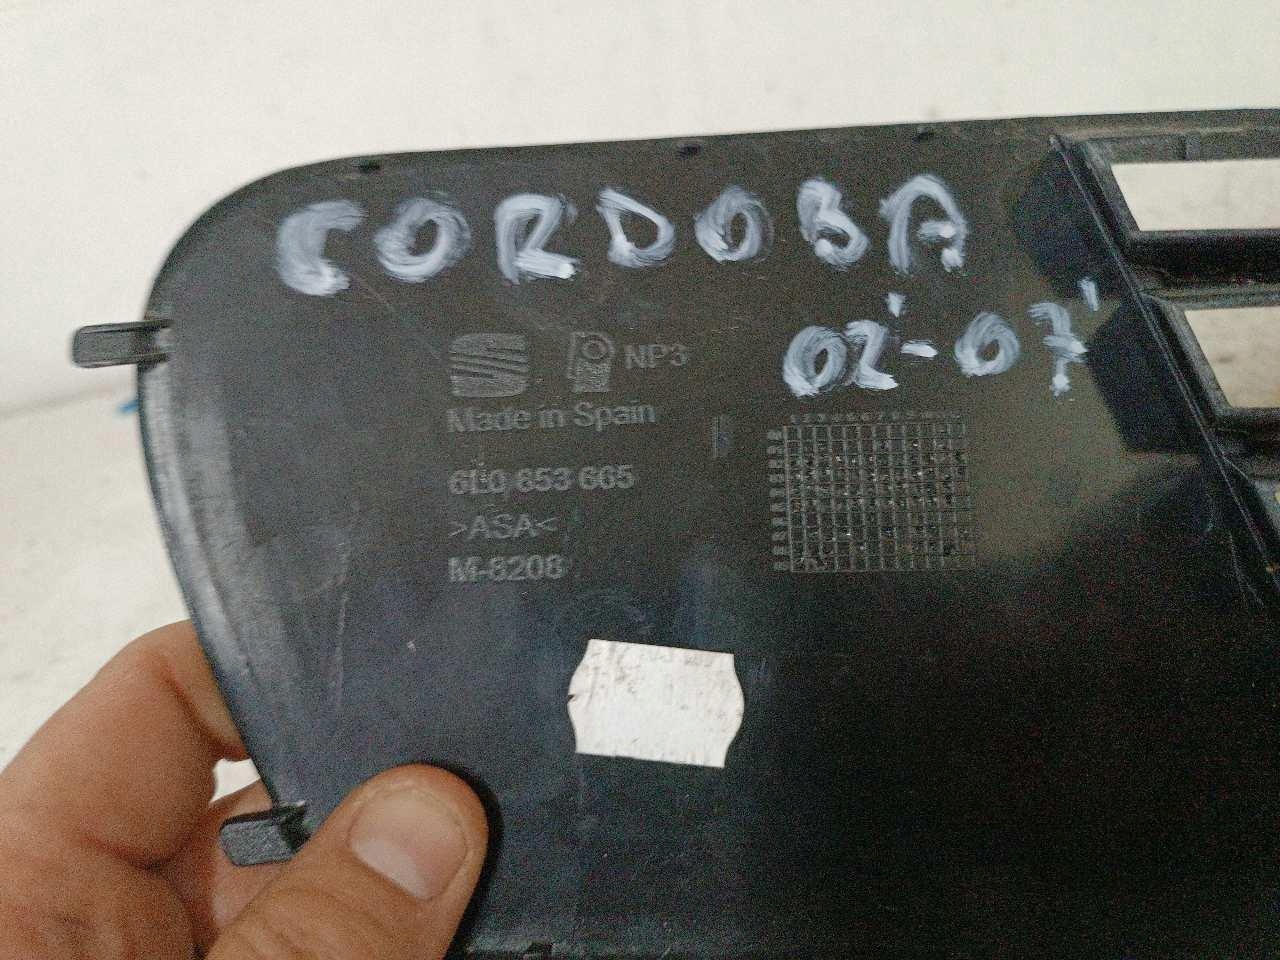 CORDOBA
02'-07'
NP3
Made in Spain
6L0 853 665
>ASA<
M-8208